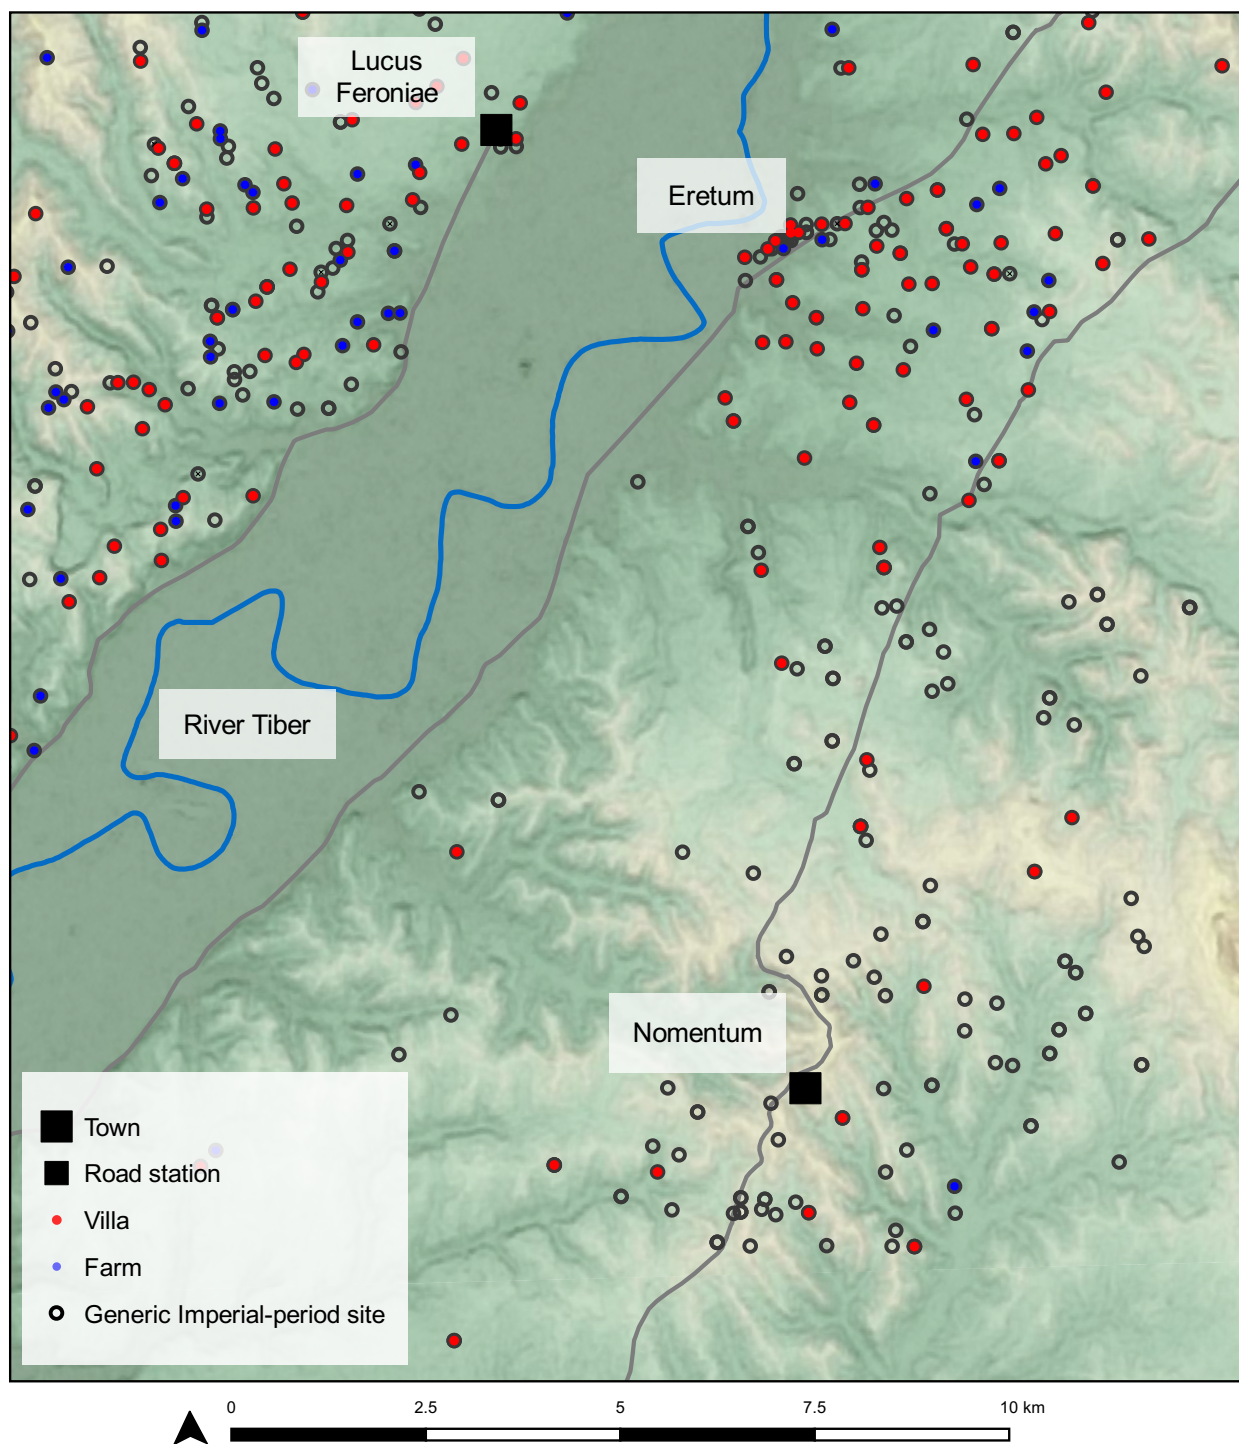 Lucus
Feroniae
Eretum
River Tiber
Nomentum
Town
Road station
Villa
Farm
Generic Imperial-period site
0 2.5 5 7.5 10 km